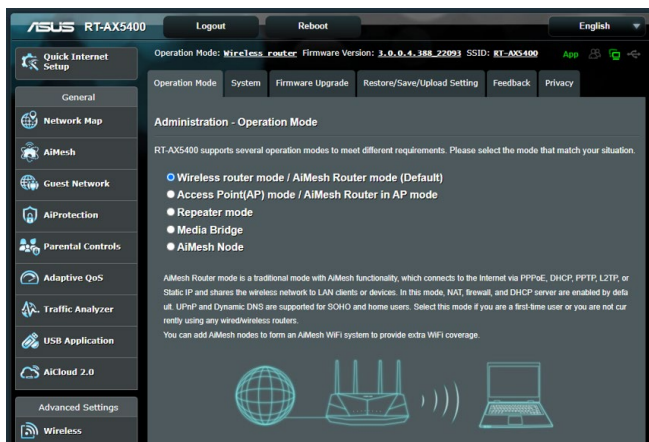 ASUS RT-AX5400 Logout Reboot English
Quick Internet Setup
General
Network Map
AiMesh
Guest Network
AiProtection
Parental Controls
Adaptive QoS
Traffic Analyzer
USB Application
AiCloud 2.0
Advanced Settings
Wireless
Operation Mode: Wireless router Firmware Version: 3.0.0.4.388_22093 SSID: RT-AX5400 App
Operation Mode System Firmware Upgrade Restore/Save/Upload Setting Feedback Privacy
Administration - Operation Mode
RT-AX5400 supports several operation modes to meet different requirements. Please select the mode that match your situation.
Wireless router mode / AiMesh Router mode (Default)
Access Point(AP) mode / AiMesh Router in AP mode
Repeater mode
Media Bridge
AiMesh Node
AiMesh Router mode is a traditional mode with AiMesh functionality, which connects to the Internet via PPPoE, DHCP, PPTP, L2TP, or
Static IP and shares the wireless network to LAN clients or devices. In this mode, NAT, firewall, and DHCP server are enabled by defa
ult. UPnP and Dynamic DNS are supported for SOHO and home users. Select this mode if you are a first-time user or you are not cur
rently using any wired/wireless routers.
You can add AiMesh nodes to form an AiMesh WiFi system to provide extra WiFi coverage.